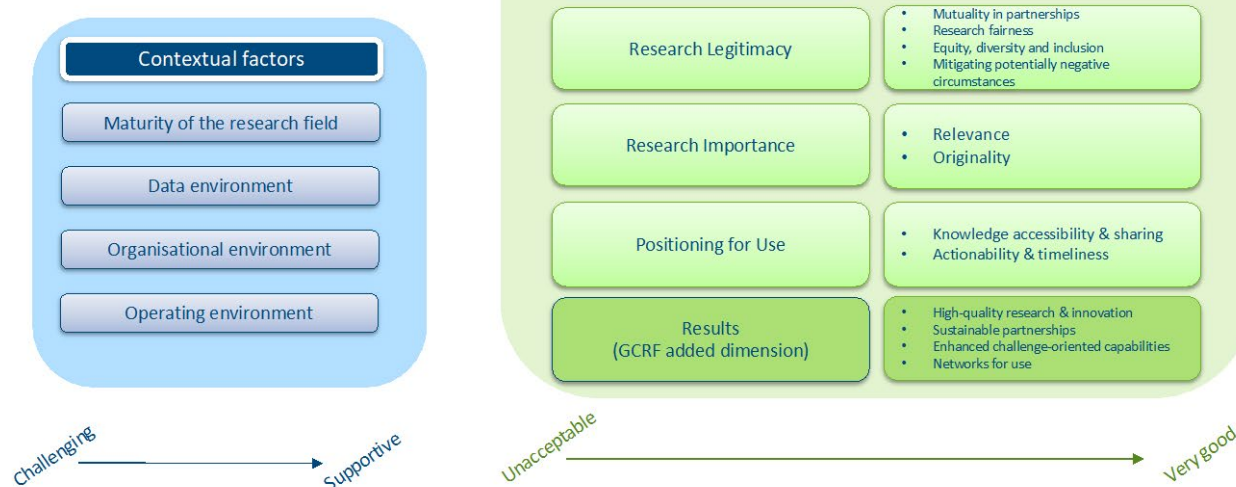 Contextual factors
Maturity of the research field
Data environment
Organisational environment
Operating environment
Challenging
Supportive
Research Legitimacy
• Mutuality in partnerships
• Research fairness
• Equity, diversity and inclusion
• Mitigating potentially negative
circumstances
Research Importance
• Relevance
• Originality
Positioning for Use
• Knowledge accessibility & sharing
• Actionability & timeliness
Results
(GCRF added dimension)
• High-quality research & innovation
• Sustainable partnerships
• Enhanced challenge-oriented capabilities
• Networks for use
Unacceptable
Very good